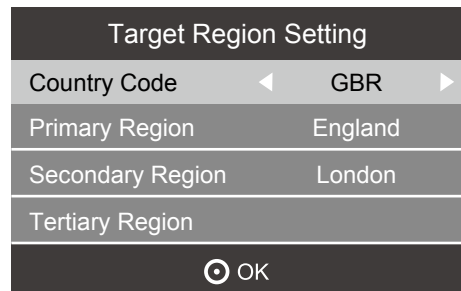 Target Region Setting
Country Code GBR
Primary Region England
Secondary Region London
Tertiary Region
OK